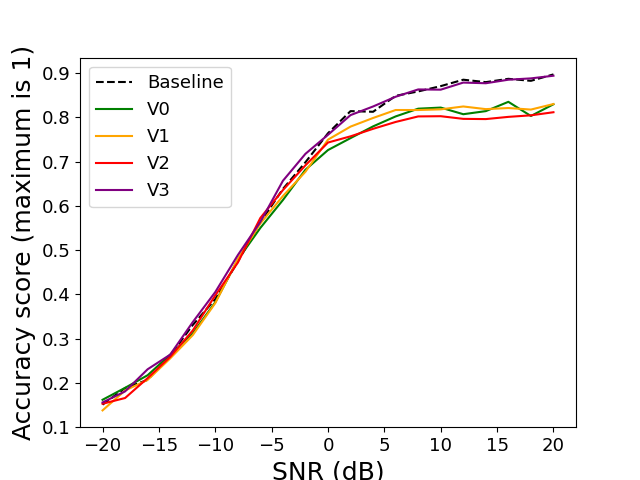 Accuracy score (maximum is 1)
0.9
0.8
0.7
0.6
0.5
0.4
0.3
0.2
0.1
Baseline
V0
V1
V2
V3
−20 −15 −10 −5 0 5 10 15 20
SNR (dB)